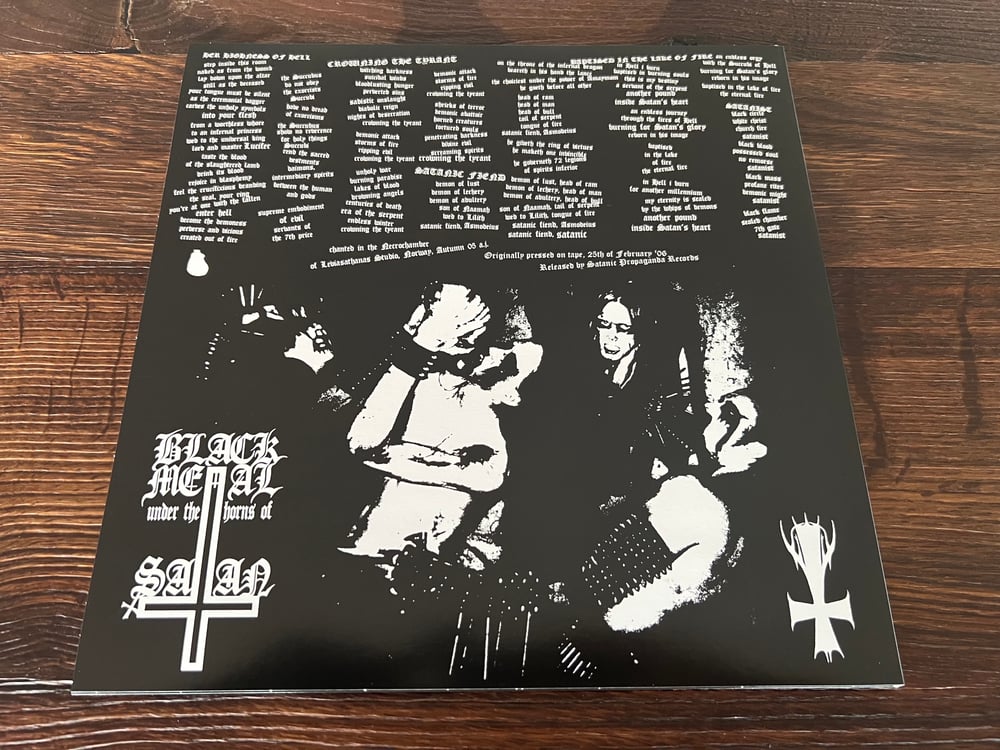 HER HIGHNESS OF HELL
step inside this room
naked as from the womb
lay down upon the altar
still as the deceased
your tongue must be silent
as the ceremonial dagger
carves the unholy symbols
into your flesh
from a worthless whore
to an infernal princess
wed to the universal king
lord and master Lucifer
taste the blood
of the slaughtered lamb
drink its blood
rejoice in blasphemy
feel the crucifixious branding
the seal, your ring
you're at one with the fallen
enter hell
become the demoness
perverse and vicious
created out of fire
the Succubus
do not obey
the exorcists
Succubi
have no dread
of exorcisms
the Succubus
show no reverence
for holy things
Succubi
rend the sacred
vestments
daimons,
intermediary spirits
between the human
and gods
supreme embodiment
of evil
servants of
the 7th price
CROWNING THE TYRANT
witching darkness
suicidal winds
bloodlusting hunger
perverted sins
crowning the tyrant
sadistic onslaught
diabolic reign
nights of desecration
crowning the tyrant
demonic attack
storms of fire
ripping evil
crowning the tyrant
unholy war
burning paradise
lakes of blood
drowning angels
centuries of death
era of the serpent
endless winter
crowning the tyrant
demonic attack
storms of fire
ripping evil
crowning the tyrant
shrieks of terror
demonic abattoir
horned creatures
tortured souls
penetrating darkness
divine evil
screaming spirits
crowning the tyrant
SATANIC FIEND
demon of lust
demon of lechery
demon of adultery
son of Naamah
wed to Lilith
satanic fiend, Asmodeius
on the throne of the infernal dragon
beareth in his hand the lance
the choiciest under the power of Amaymon
he goeth before all other
head of ram
head of man
head of bull
tail of serpent
tongue of fire
satanic fiend, Asmodeius
he giveth the ring of virtues
he maketh one invincible
he governeth 72 legions
of spirits inferior
demon of lust, head of ram
demon of lechery, head of man
demon of adultery, head of bull
son of Naamah, tail of serpent
wed to Lilith, tongue of fire
satanic fiend, Asmodeius
satanic fiend, satanic
BAPTISED IN THE LAKE OF FIRE
in Hell i burn
baptised in burning souls
this is my destiny
a servant of the serpent
another pound
inside Satan's heart
an endless journey
through the fires of Hell
burning for Satan's glory
reborn in his image
baptised
in the lake
of fire
the eternal fire
in Hell i burn
for another millennium
my eternity is sealed
by the whips of demons
another pound
inside Satan's heart
an endless orgy
with the Succubi of Hell
burning for Satan's glory
reborn in his image
baptised in the lake of fire
the eternal fire
SATANIST
black circle
white christ
church fire
satanist
black blood
possessed soul
no remorse
satanist
black mass
profane rites
demonic might
satanist
black flame
sealed chamber
7th gate
satanist
chanted in the Necrochamber
of Leviasathanas Studio, Norway, Autumn 05 a.j.
Originally pressed on tape, 25th of February '06
Released by Satanic Propaganda Records
BLACK
METAL
under the horns of
SATAN